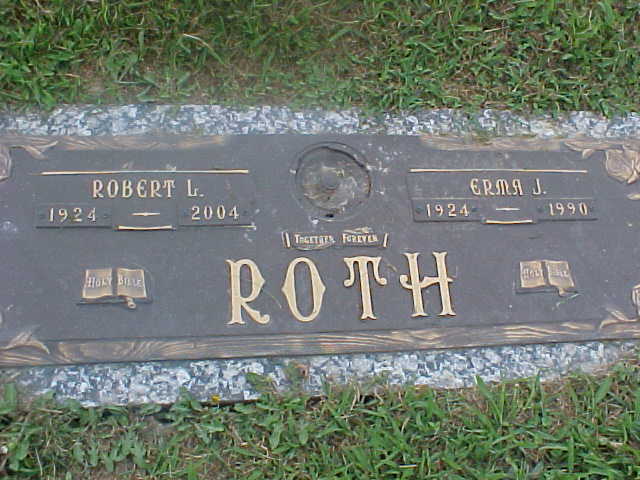 ROBERT L.
1924 — 2004
ERMA J.
1924 — 1990
TOGETHER FOREVER
HOLY BIBLE
ROTH
HOLY BIBLE